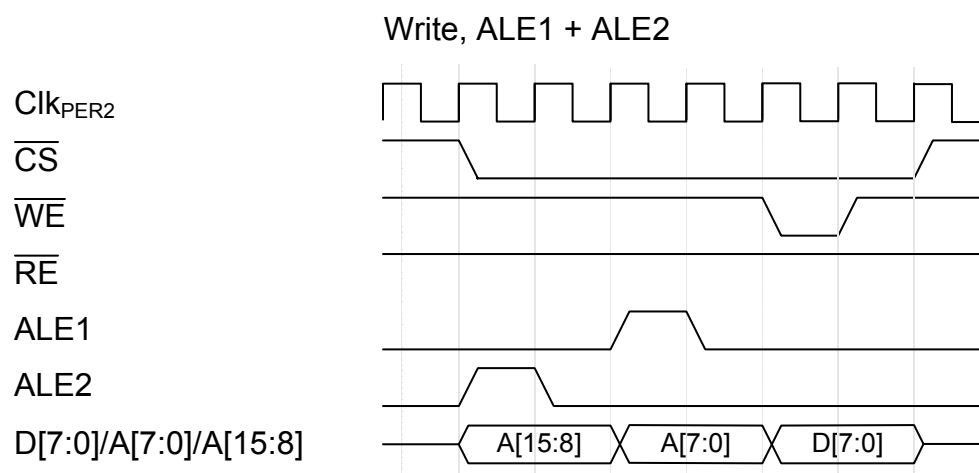 Write, ALE1 + ALE2
ClkPER2
CS
WE
RE
ALE1
ALE2
D[7:0]/A[7:0]/A[15:8] A[15:8] A[7:0] D[7:0]